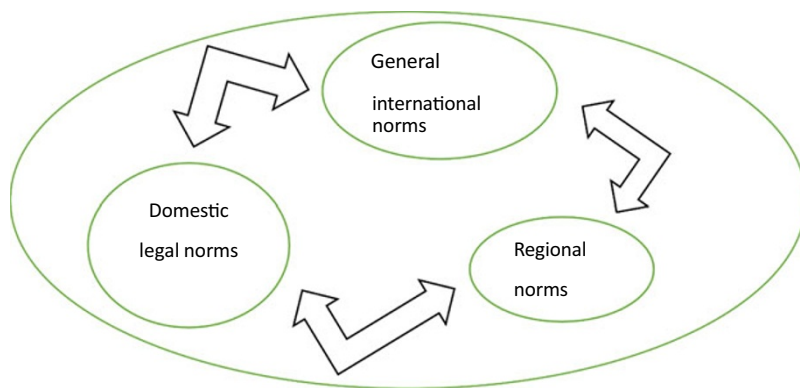 General
international
norms
Domestic
legal norms
Regional
norms